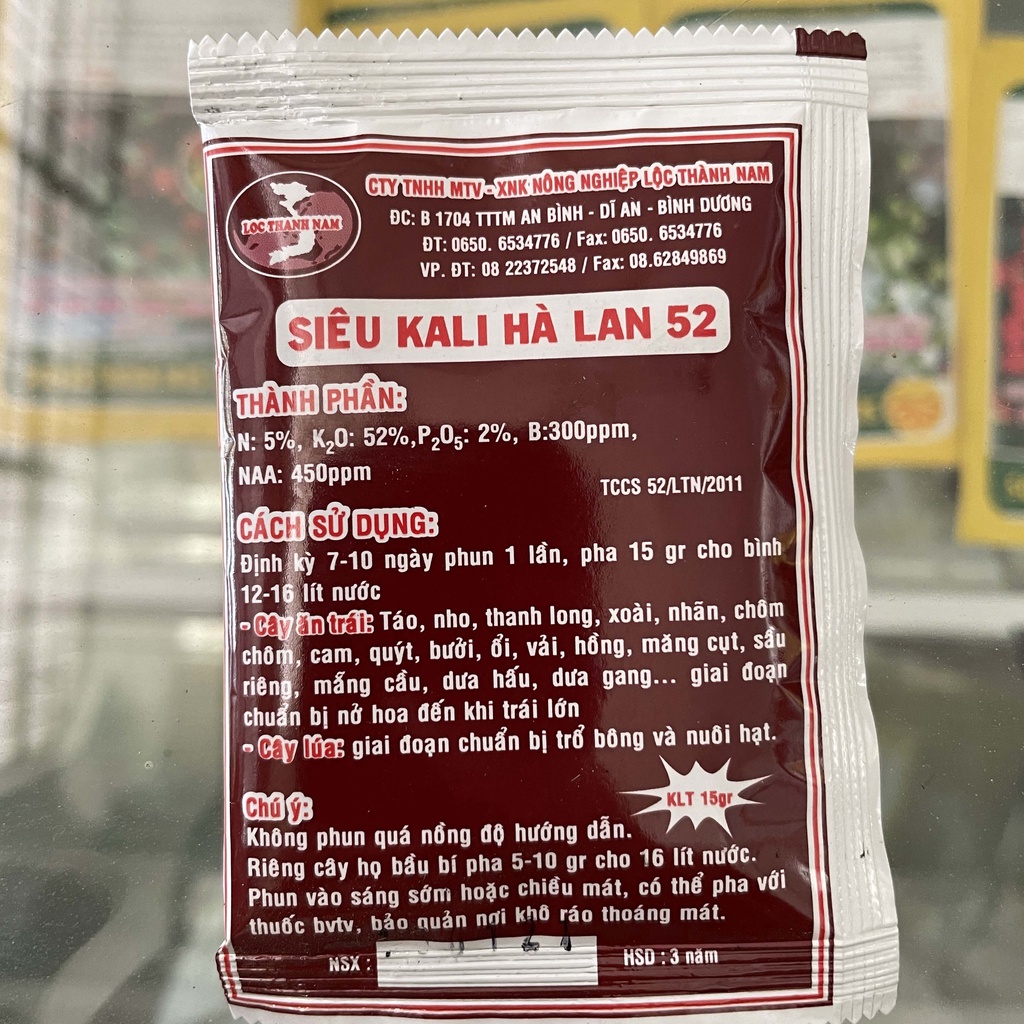 LOC THANH NAM
CTY TNHH MTV - XNK NÔNG NGHIỆP LỘC THÀNH NAM
ĐC: B 1704 TTTM AN BÌNH - DĨ AN - BÌNH DƯƠNG
ĐT: 0650. 6534776 / Fax: 0650. 6534776
VP. ĐT: 08 22372548 / Fax: 08.62849869
SIÊU KALI HÀ LAN 52
THÀNH PHẦN:
N: 5%, K₂O: 52%,P₂O₅: 2%, B:300ppm,
NAA: 450ppm
TCCS 52/LTN/2011
CÁCH SỬ DỤNG:
Định kỳ 7-10 ngày phun 1 lần, pha 15 gr cho bình
12-16 lít nước
- Cây ăn trái: Táo, nho, thanh long, xoài, nhãn, chôm
chôm, cam, quýt, bưởi, ổi, vải, hồng, măng cụt, sầu
riêng, mãng cầu, dưa hấu, dưa gang... giai đoạn
chuẩn bị nở hoa đến khi trái lớn
- Cây lúa: giai đoạn chuẩn bị trổ bông và nuôi hạt.
KLT 15gr
Chú ý:
Không phun quá nồng độ hướng dẫn.
Riêng cây họ bầu bí pha 5-10 gr cho 16 lít nước.
Phun vào sáng sớm hoặc chiều mát, có thể pha với
thuốc bvtv, bảo quản nơi khô ráo thoáng mát.
NSX :
HSD : 3 năm